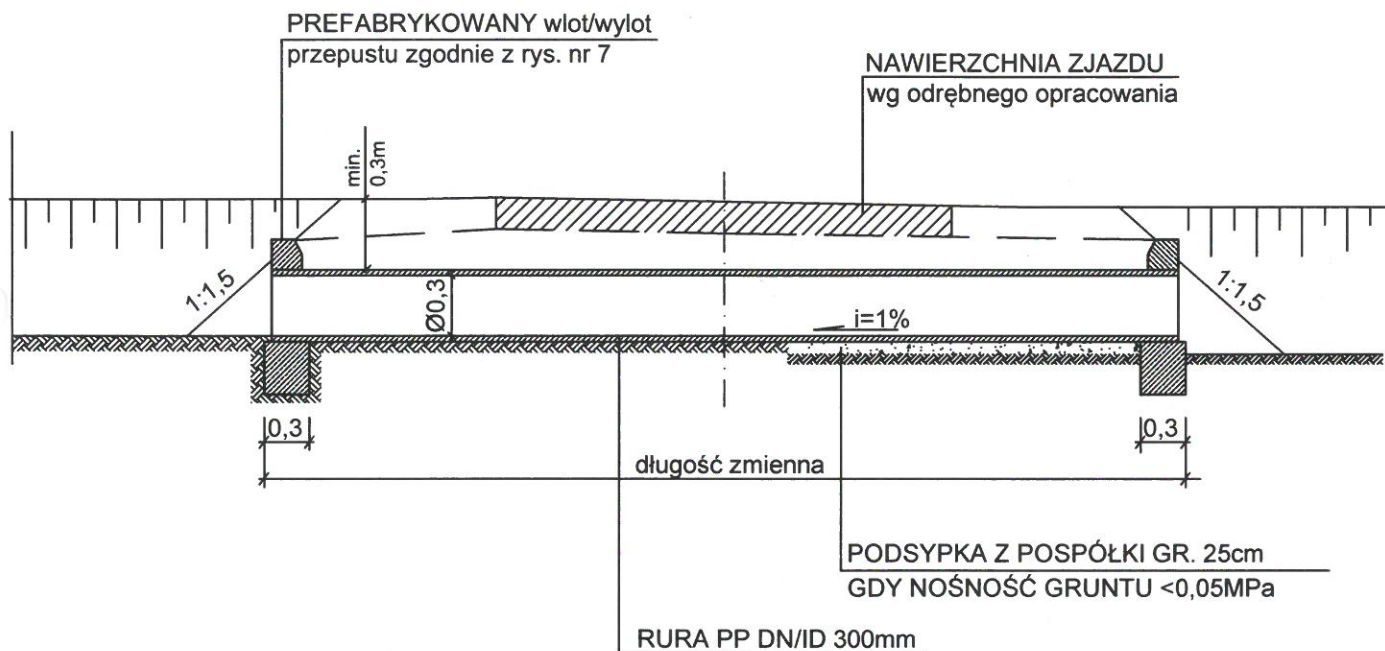 PREFABRYKOWANY wlot/wylot
przepustu zgodnie z rys. nr 7
NAWIERZCHNIA ZJAZDU
wg odrębnego opracowania
min.
0,3m
1:1,5
Ø0,3
i=1%
1:1,5
0,3
0,3
długość zmienna
PODSYPKA Z POSPÓŁKI GR. 25cm
GDY NOŚNOŚĆ GRUNTU <0,05MPa
RURA PP DN/ID 300mm